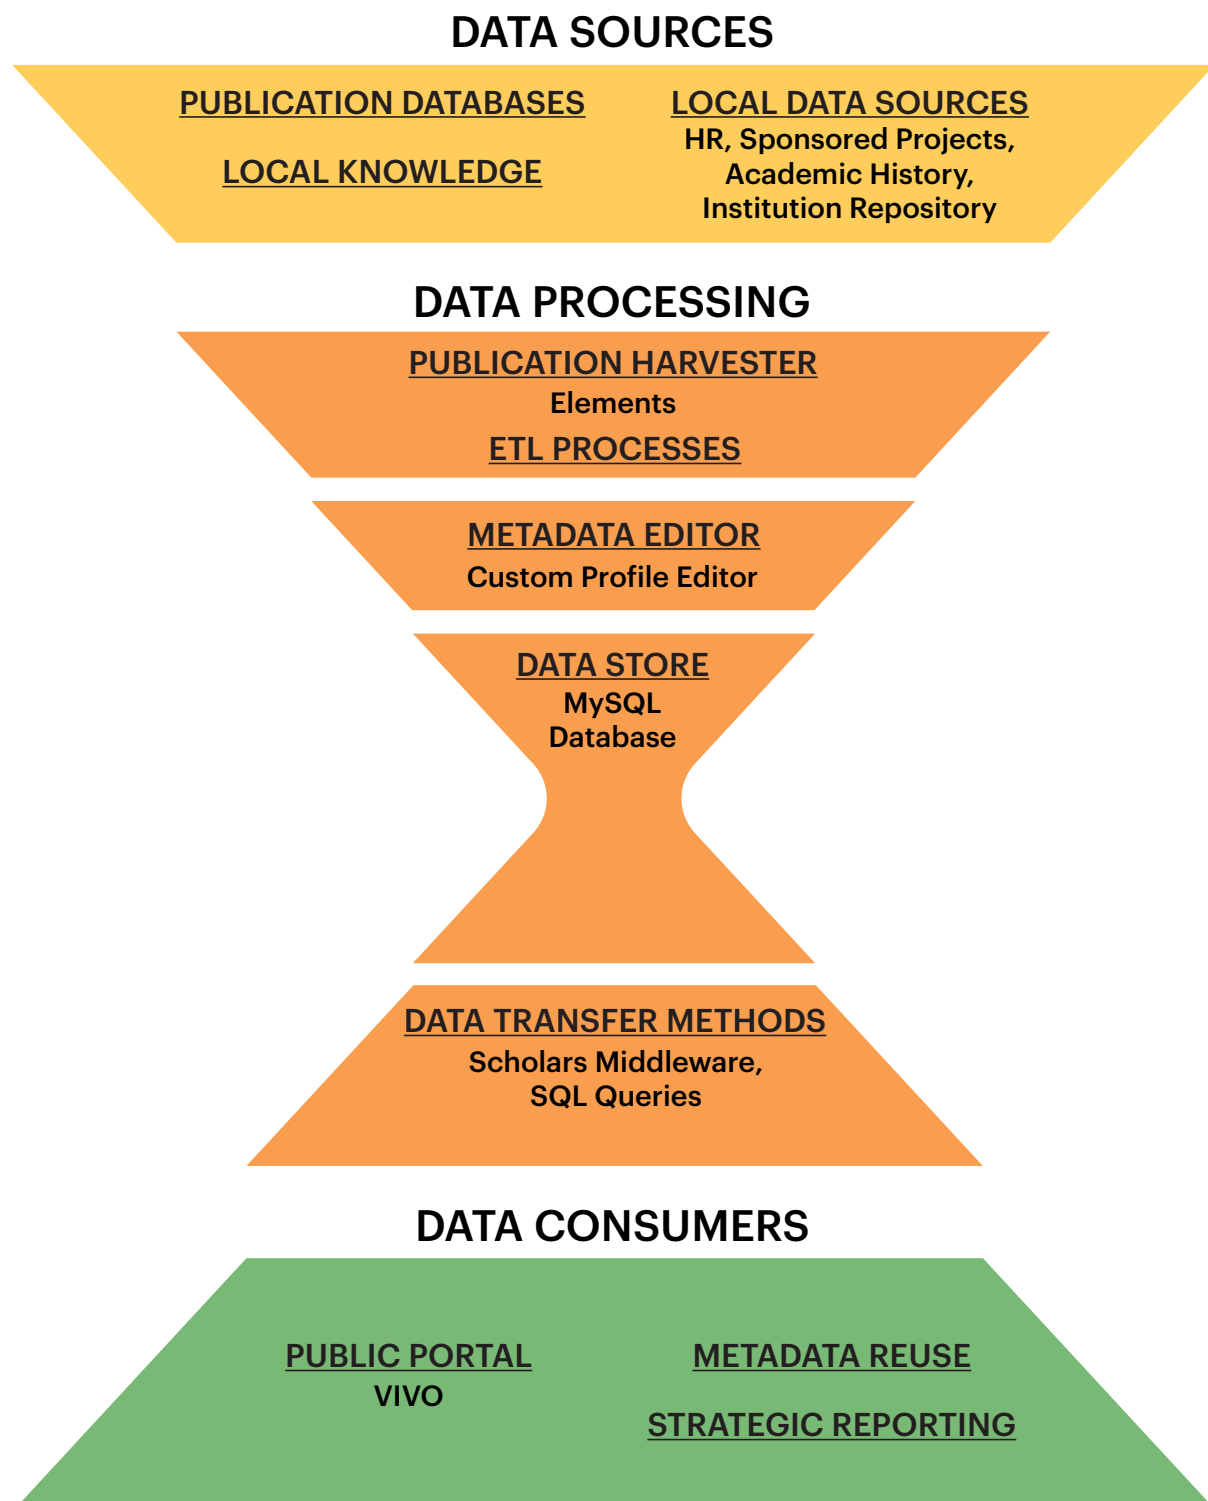 DATA SOURCES
PUBLICATION DATABASES
LOCAL KNOWLEDGE
LOCAL DATA SOURCES
HR, Sponsored Projects,
Academic History,
Institution Repository
DATA PROCESSING
PUBLICATION HARVESTER
Elements
ETL PROCESSES
METADATA EDITOR
Custom Profile Editor
DATA STORE
MySQL
Database
DATA TRANSFER METHODS
Scholars Middleware,
SQL Queries
DATA CONSUMERS
PUBLIC PORTAL
VIVO
METADATA REUSE
STRATEGIC REPORTING